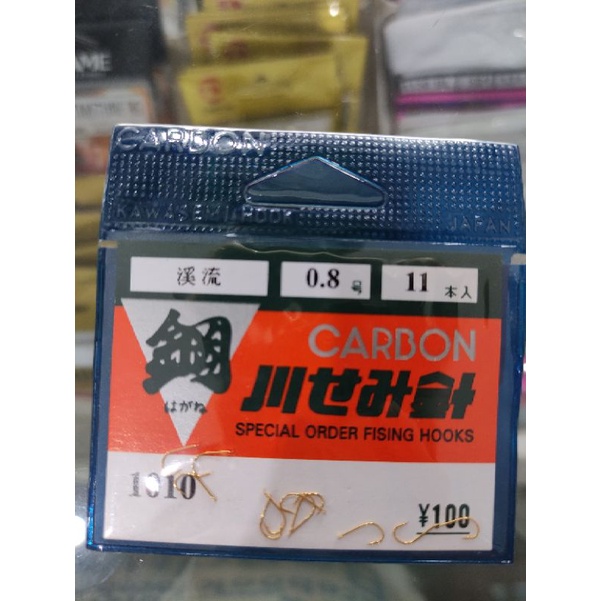 CARBON
KAWASEMI HOOK JAPAN
渓流 0.8号 11本入
鋼
はがね
CARBON
川せみ針
SPECIAL ORDER FISING HOOKS
1010
¥100